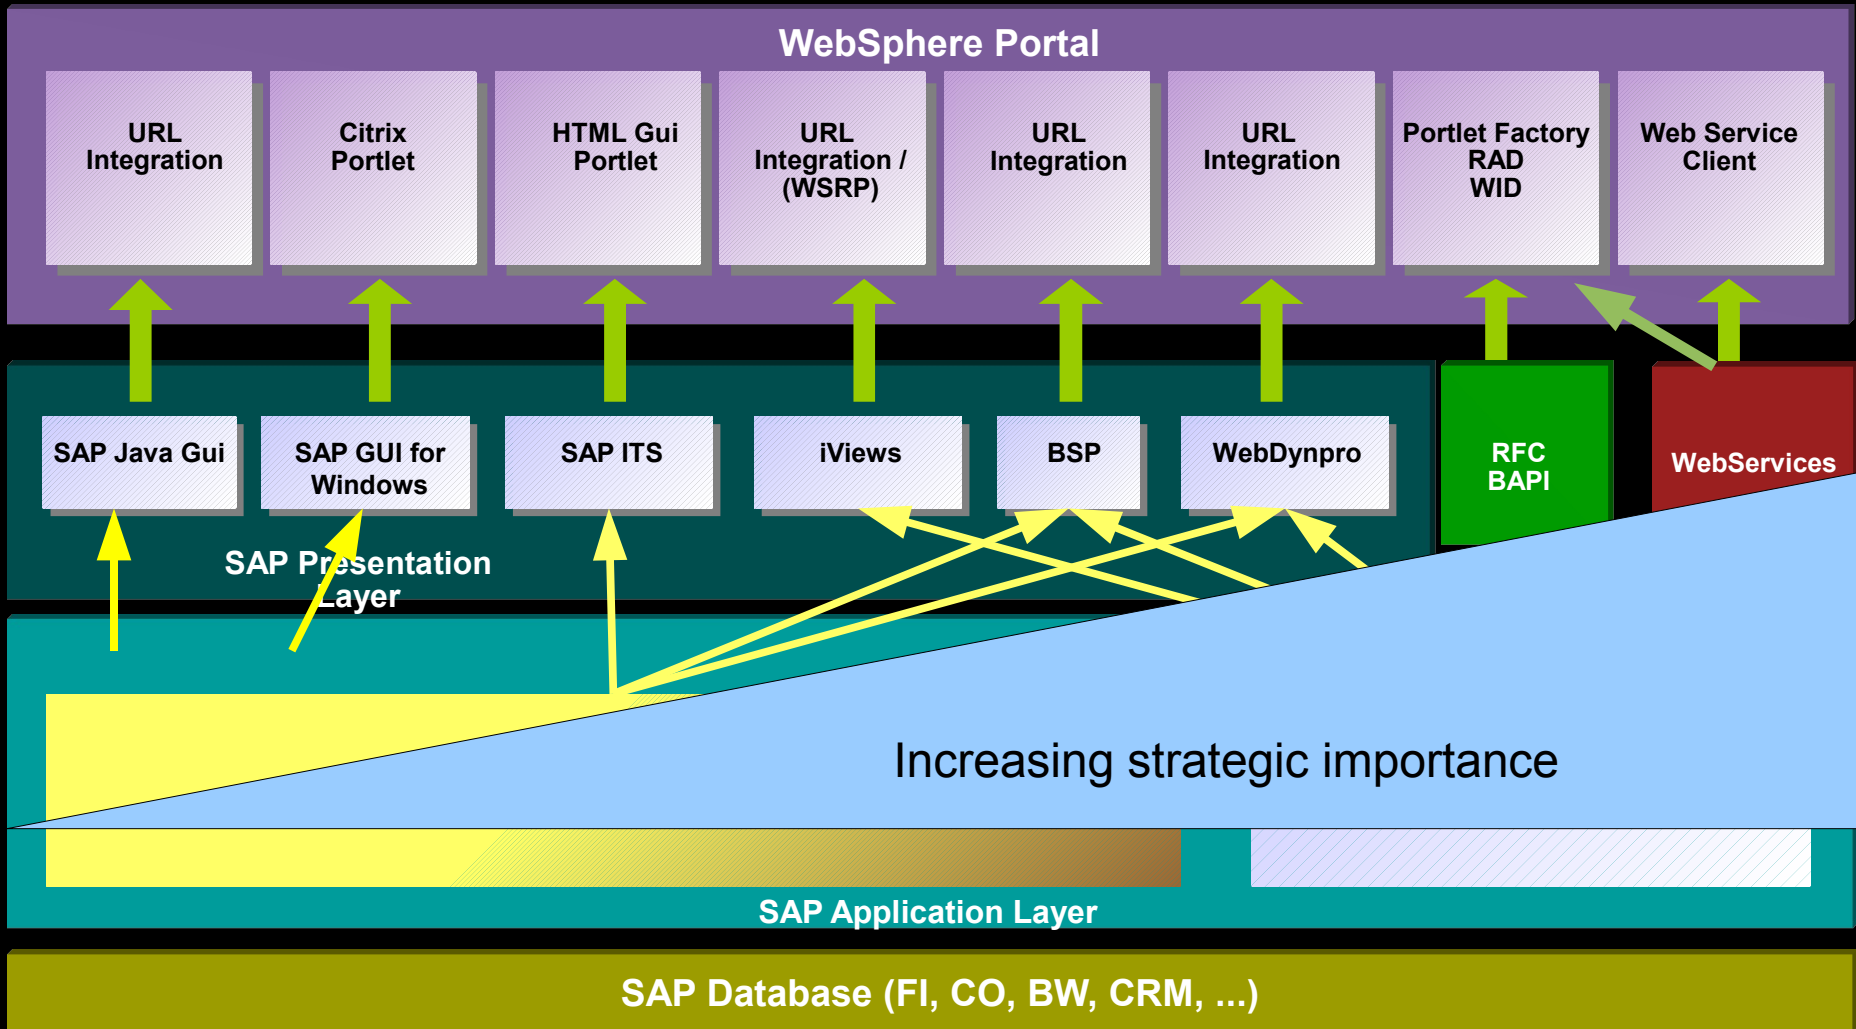 WebSphere Portal
URL
Integration
Citrix
Portlet
HTML Gui
Portlet
URL
Integration /
(WSRP)
URL
Integration
URL
Integration
Portlet Factory
RAD
WID
Web Service
Client
SAP Java Gui
SAP GUI for
Windows
SAP ITS
iViews
BSP
WebDynpro
RFC
BAPI
WebServices
SAP Presentation
Layer
Increasing strategic importance
SAP Application Layer
SAP Database (FI, CO, BW, CRM, ...)